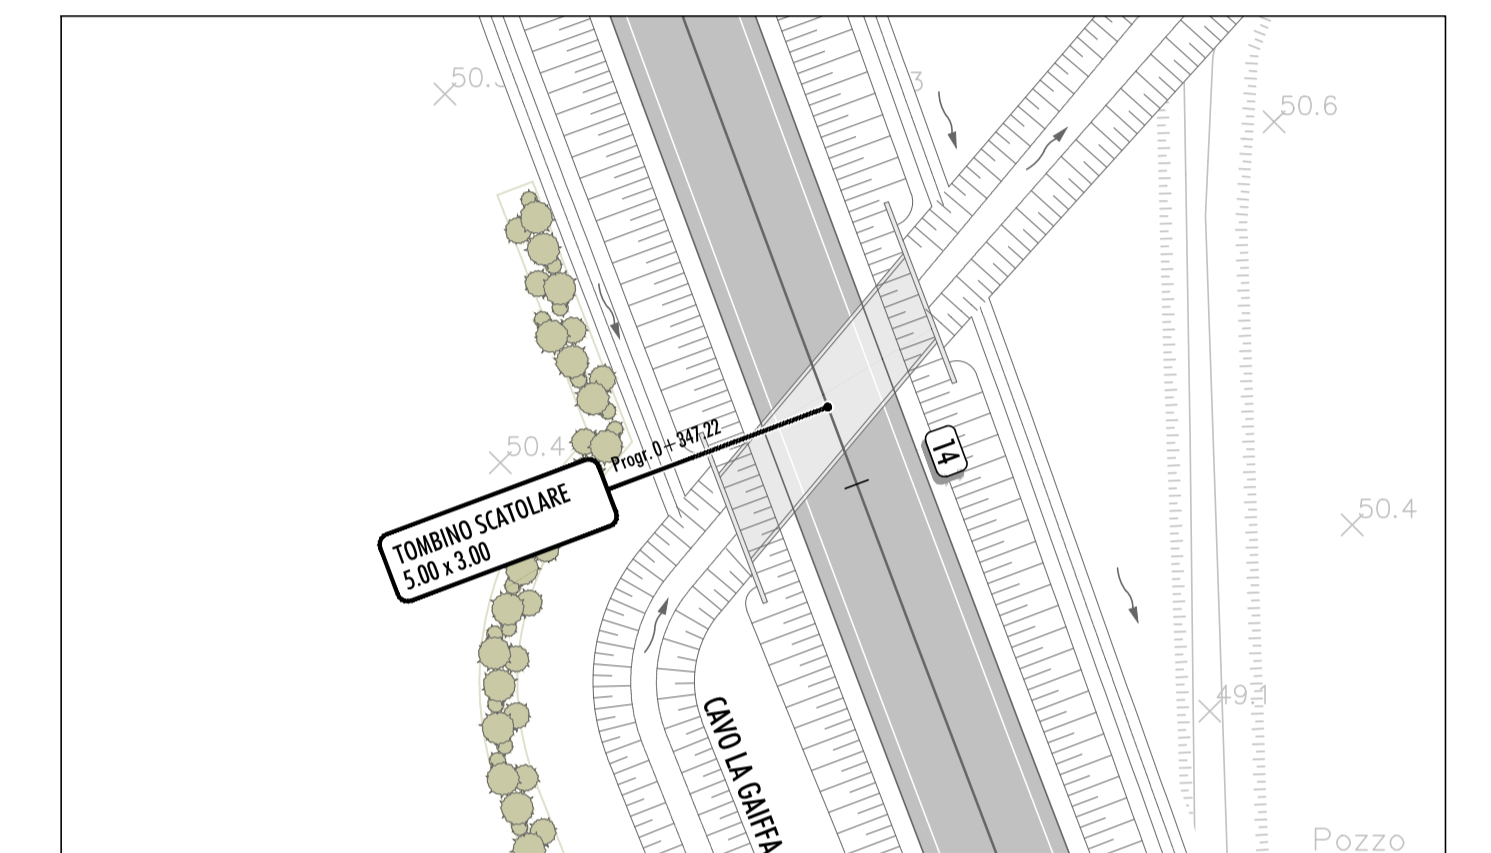 50.6
50.4
Progr. 0+347.22
14
TOMBINO SCATOLARE
5.00 x 3.00
50.4
49.1
CAVO LA GAIFFA
Pozzo